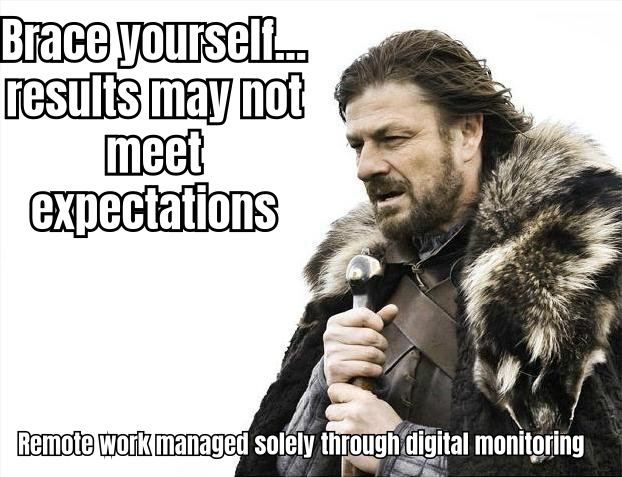 Brace yourself...
results may not
meet
expectations
Remote work managed solely through digital monitoring